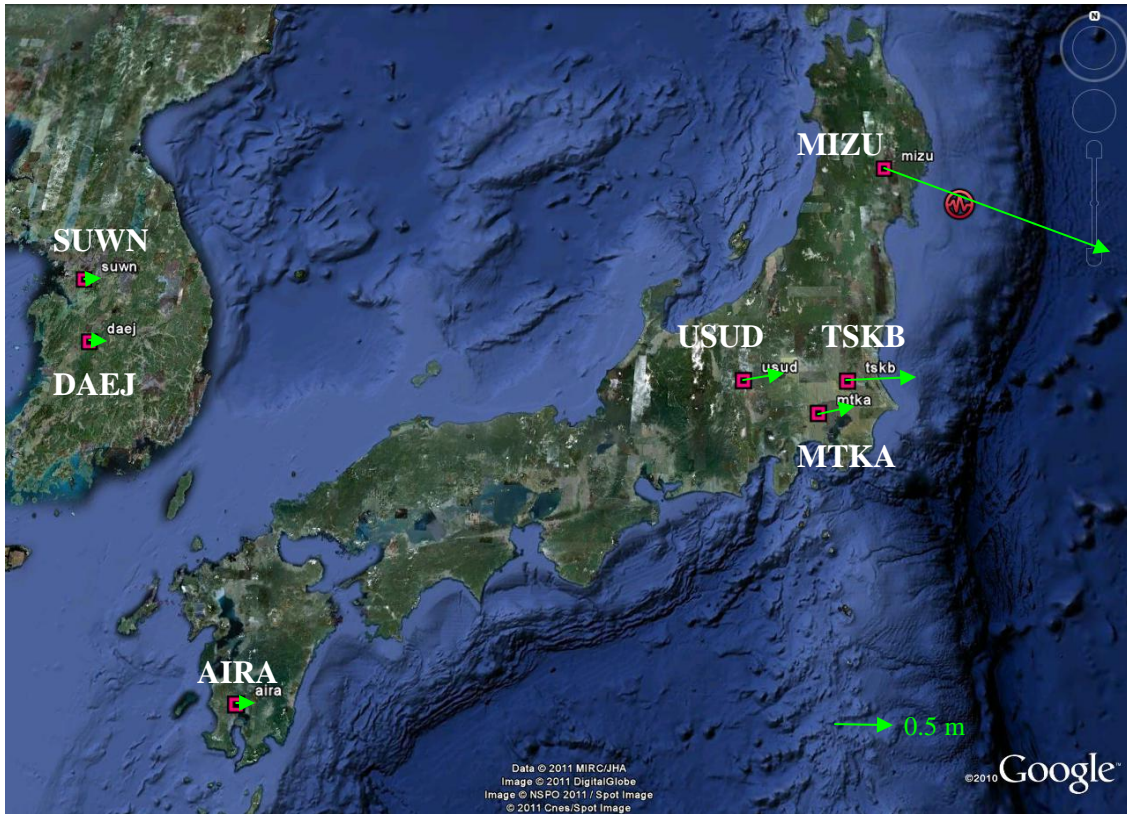 N
MIZU
mizu
SUWN
suwn
daej
DAEJ
USUD
TSKB
usud
tskb
mtka
MTKA
AIRA
aira
0.5 m
Data © 2011 MIRC/JHA
Image © 2011 DigitalGlobe
Image © NSPO 2011 / Spot Image
© 2011 Cnes/Spot Image
©2010 Google™